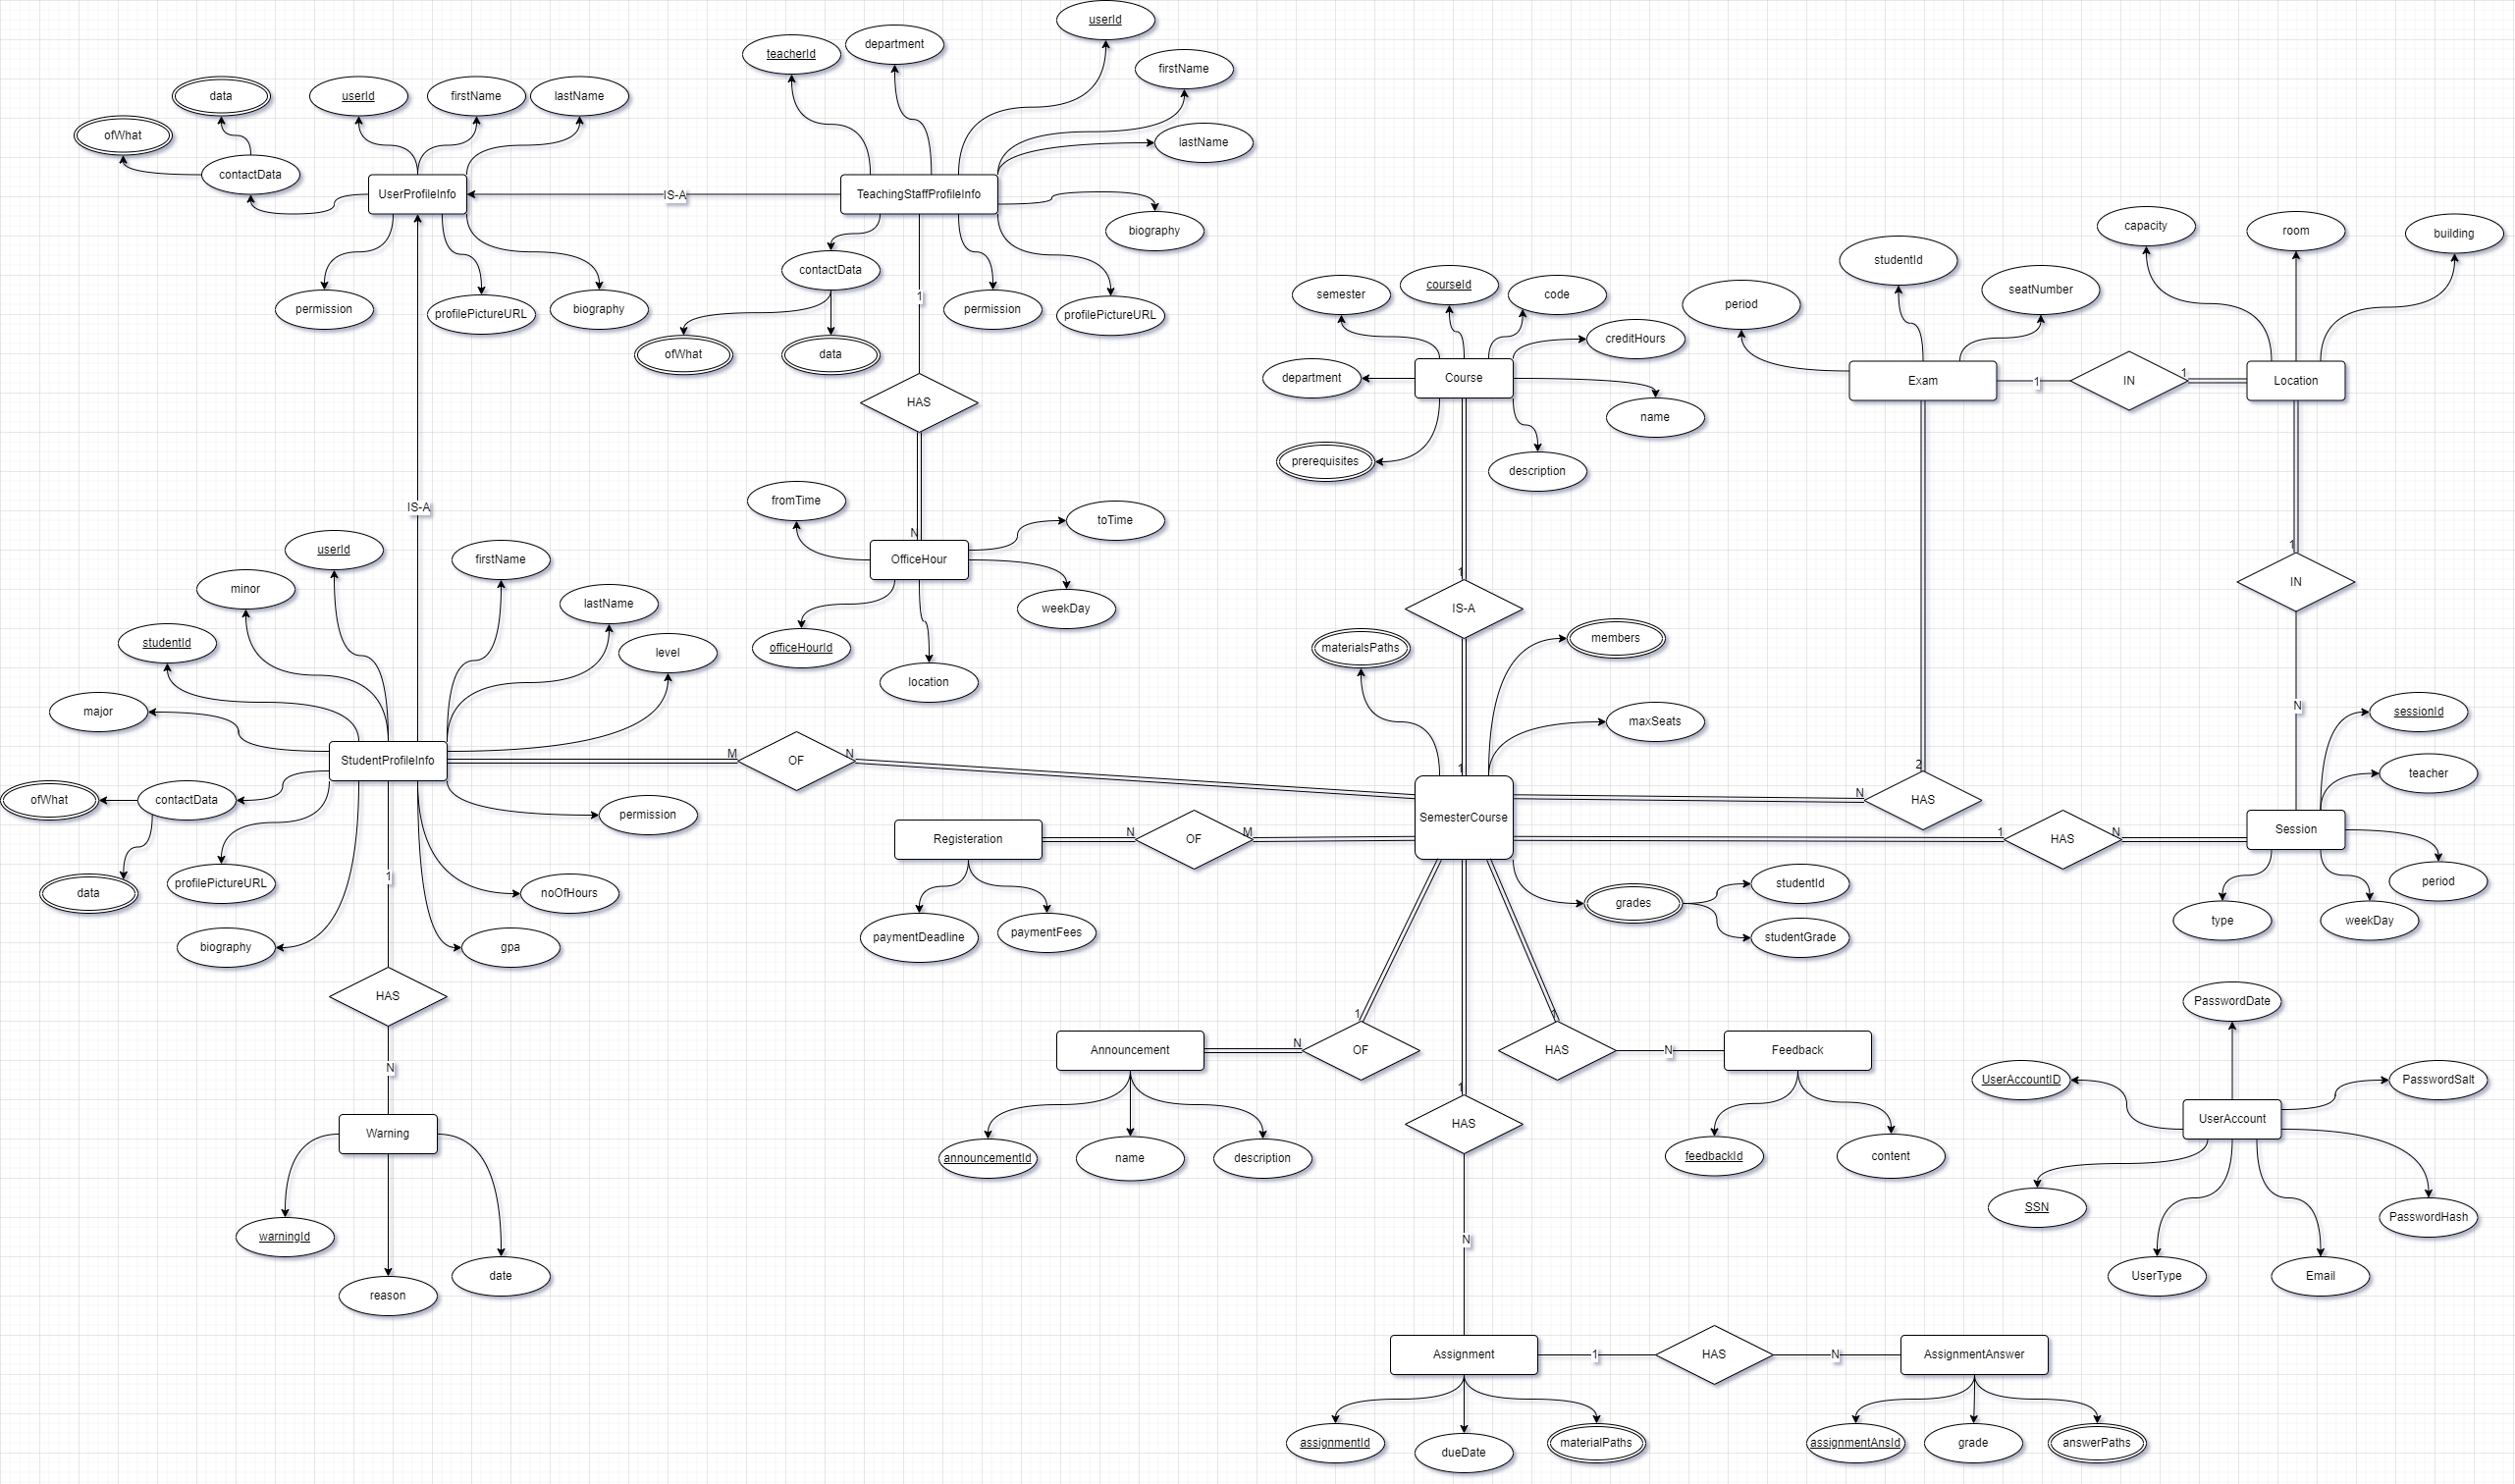 userId
teacherId
department
firstName
lastName
data
userId
firstName
lastName
ofWhat
contactData
UserProfileInfo
IS-A
TeachingStaffProfileInfo
biography
permission
profilePictureURL
biography
contactData
permission
profilePictureURL
ofWhat
data
1
HAS
N
fromTime
toTime
OfficeHour
weekDay
officeHourId
location
semester
courseId
code
creditHours
department
Course
name
prerequisites
description
period
studentId
seatNumber
Exam
1
IN
1
capacity
room
building
Location
1
IN
N
1
IS-A
1
materialsPaths
members
maxSeats
IS-A
userId
firstName
minor
lastName
studentId
level
major
StudentProfileInfo
M
OF
N
ofWhat
contactData
permission
data
profilePictureURL
noOfHours
biography
gpa
1
HAS
N
Warning
warningId
reason
date
SemesterCourse
N
HAS
2
1
HAS
N
Session
sessionId
teacher
period
type
weekDay
Registeration
N
OF
M
paymentDeadline
paymentFees
grades
studentId
studentGrade
Announcement
N
OF
1
announcementId
name
description
1
HAS
N
Feedback
feedbackId
content
1
HAS
N
PasswordDate
UserAccountID
PasswordSalt
UserAccount
SSN
PasswordHash
UserType
Email
Assignment
1
HAS
N
AssignmentAnswer
assignmentId
dueDate
materialPaths
assignmentAnsId
grade
answerPaths